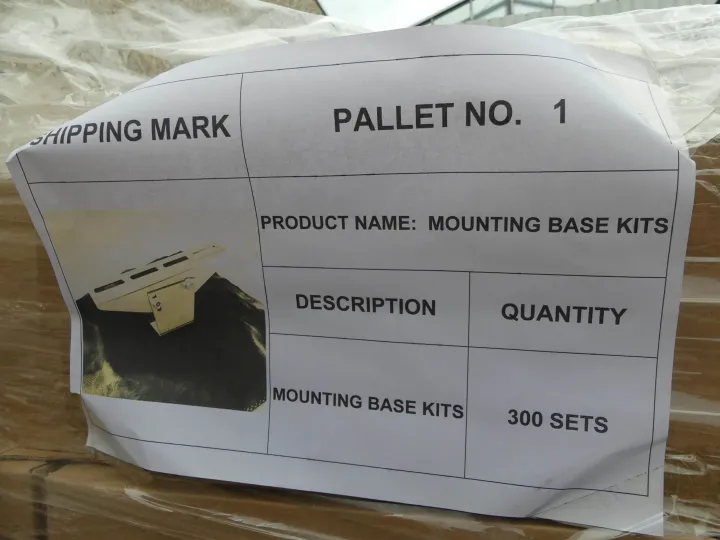 SHIPPING MARK
PALLET NO. 1
PRODUCT NAME: MOUNTING BASE KITS
DESCRIPTION
QUANTITY
MOUNTING BASE KITS
300 SETS